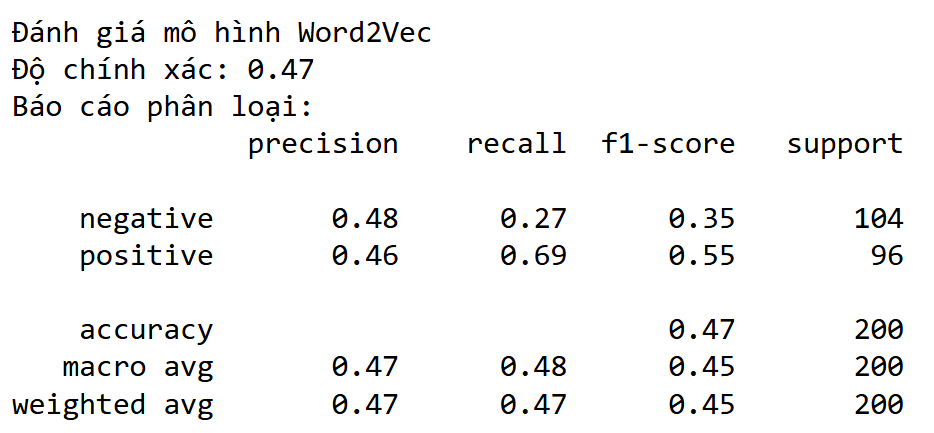 Đánh giá mô hình Word2Vec
Độ chính xác: 0.47
Báo cáo phân loại:
precision recall f1-score support
negative 0.48 0.27 0.35 104
positive 0.46 0.69 0.55 96
accuracy 0.47 200
macro avg 0.47 0.48 0.45 200
weighted avg 0.47 0.47 0.45 200